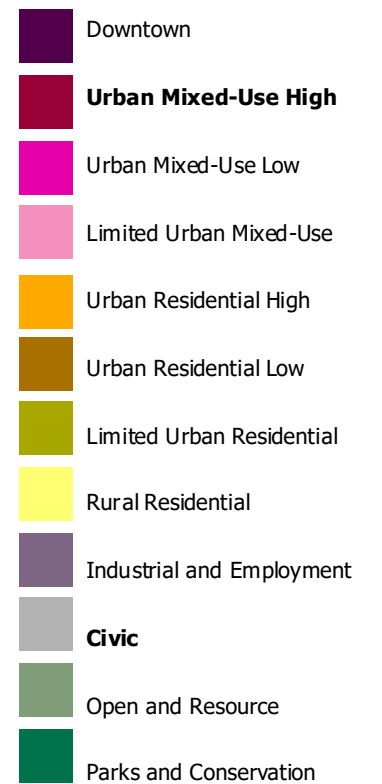 Downtown
Urban Mixed-Use High
Urban Mixed-Use Low
Limited Urban Mixed-Use
Urban Residential High
Urban Residential Low
Limited Urban Residential
Rural Residential
Industrial and Employment
Civic
Open and Resource
Parks and Conservation